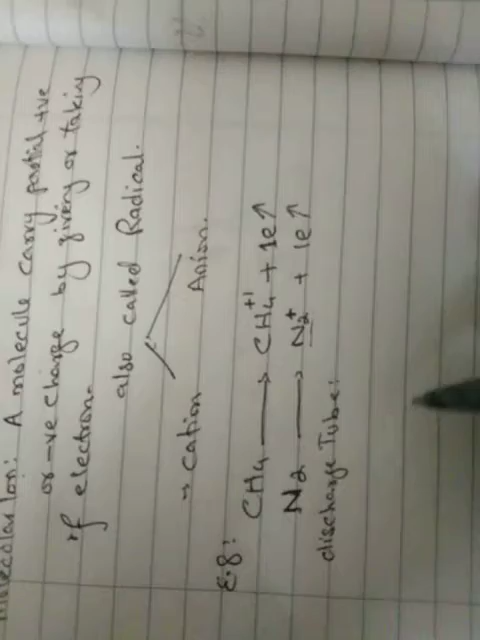 Molecular Ion: A molecule carry partial +ve
or -ve charge by giving or taking
of electron.
also called Radical.
→ Cation Anion.
E.g:
CH4 → CH4+1 + 1e↑
N2 → N2+ + 1e↑
discharge Tube: